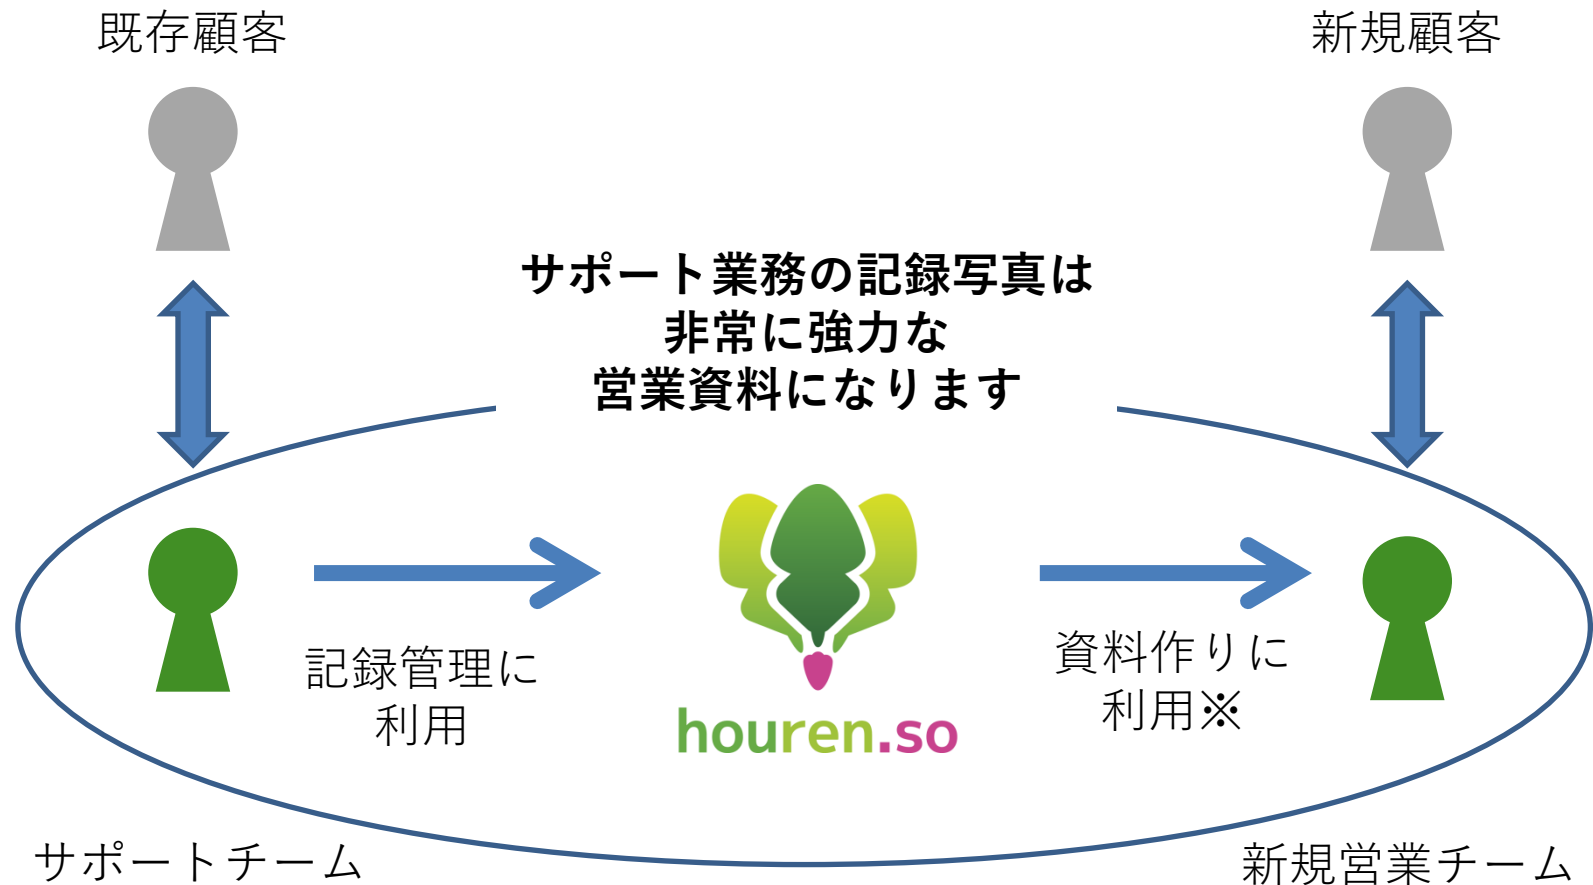 既存顧客
新規顧客
サポート業務の記録写真は
非常に強力な
営業資料になります
記録管理に
利用
houren.so
資料作りに
利用※
サポートチーム
新規営業チーム